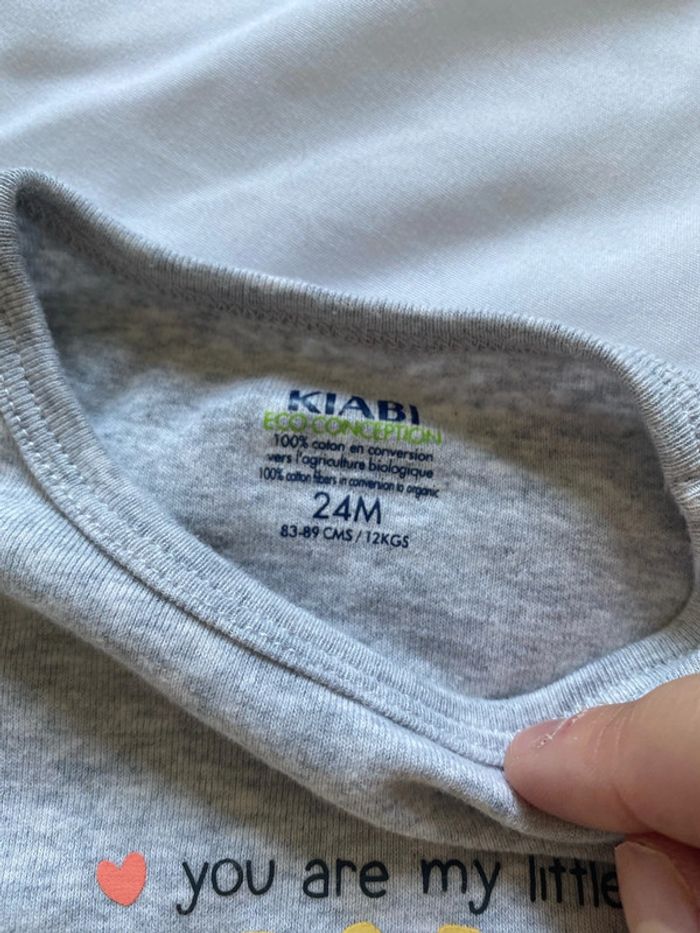 KIABI
ECO-CONCEPTION
100% coton en conversion
vers l'agriculture biologique
100% cotton fibers in conversion to organic
24M
83-89 CMS / 12KGS
you are my little